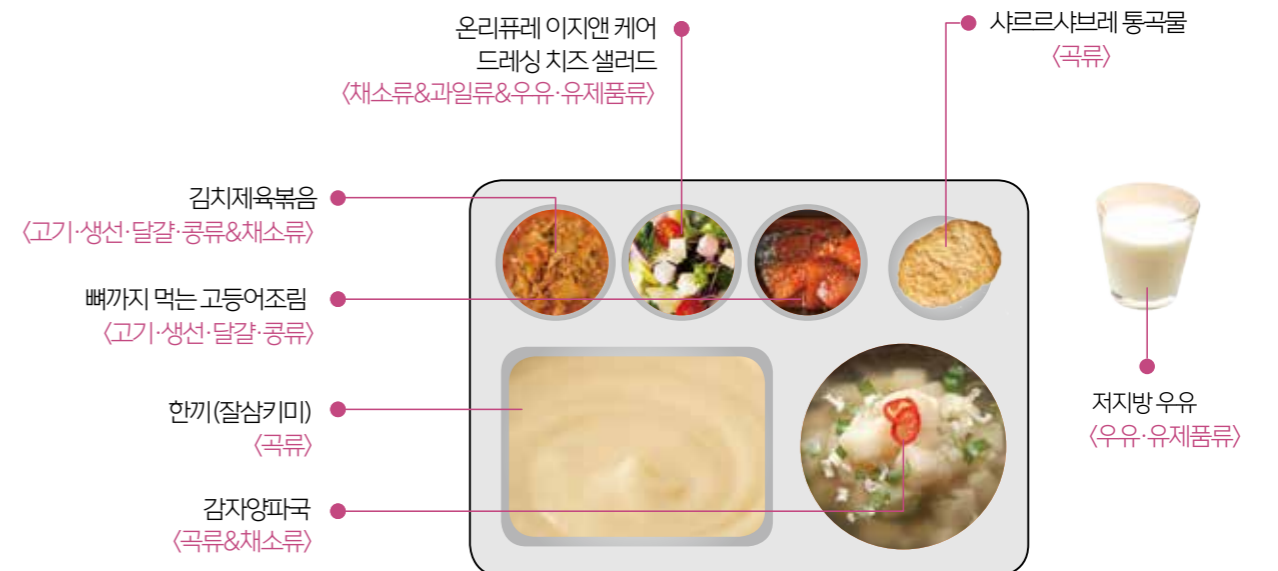 온리퓨레 이지앤 케어
드레싱 치즈 샐러드
〈채소류&과일류&우유·유제품류〉
샤르르샤브레 통곡물
〈곡류〉
김치제육볶음
〈고기·생선·달걀·콩류&채소류〉
뼈까지 먹는 고등어조림
〈고기·생선·달걀·콩류〉
한끼(잘삼키미)
〈곡류〉
감자양파국
〈곡류&채소류〉
저지방 우유
〈우유·유제품류〉